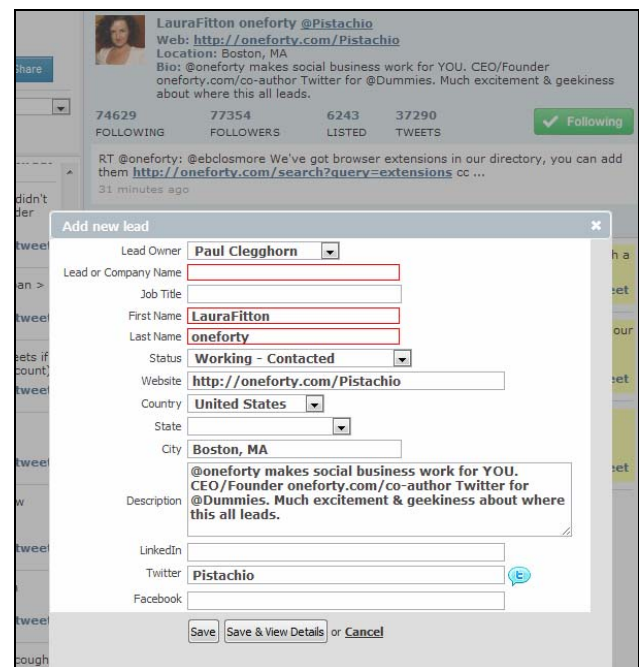 LauraFitton oneforty @Pistachio
Web: http://oneforty.com/Pistachio
Location: Boston, MA
Bio: @oneforty makes social business work for YOU. CEO/Founder
oneforty.com/co-author Twitter for @Dummies. Much excitement & geekiness
about where this all leads.
Share
74629 77354 6243 37290
FOLLOWING FOLLOWERS LISTED TWEETS
Following
RT @oneforty: @ebclosmore We've got browser extensions in our directory, you can add
them http://oneforty.com/search?query=extensions cc ...
31 minutes ago
didn't
der
tweet
Add new lead
Lead Owner Paul Clegghorn
Lead or Company Name
Job Title
First Name LauraFitton
Last Name oneforty
Status Working - Contacted
Website http://oneforty.com/Pistachio
Country United States
State
City Boston, MA
Description @oneforty makes social business work for YOU.
CEO/Founder oneforty.com/co-author Twitter for
@Dummies. Much excitement & geekiness about where
this all leads.
LinkedIn
Twitter Pistachio
Facebook
Save Save & View Details or Cancel
pan >
tweet
eets if
count)
tweet
tweet
w
tweet
tweet
cough
h a
eet
our
eet
eet